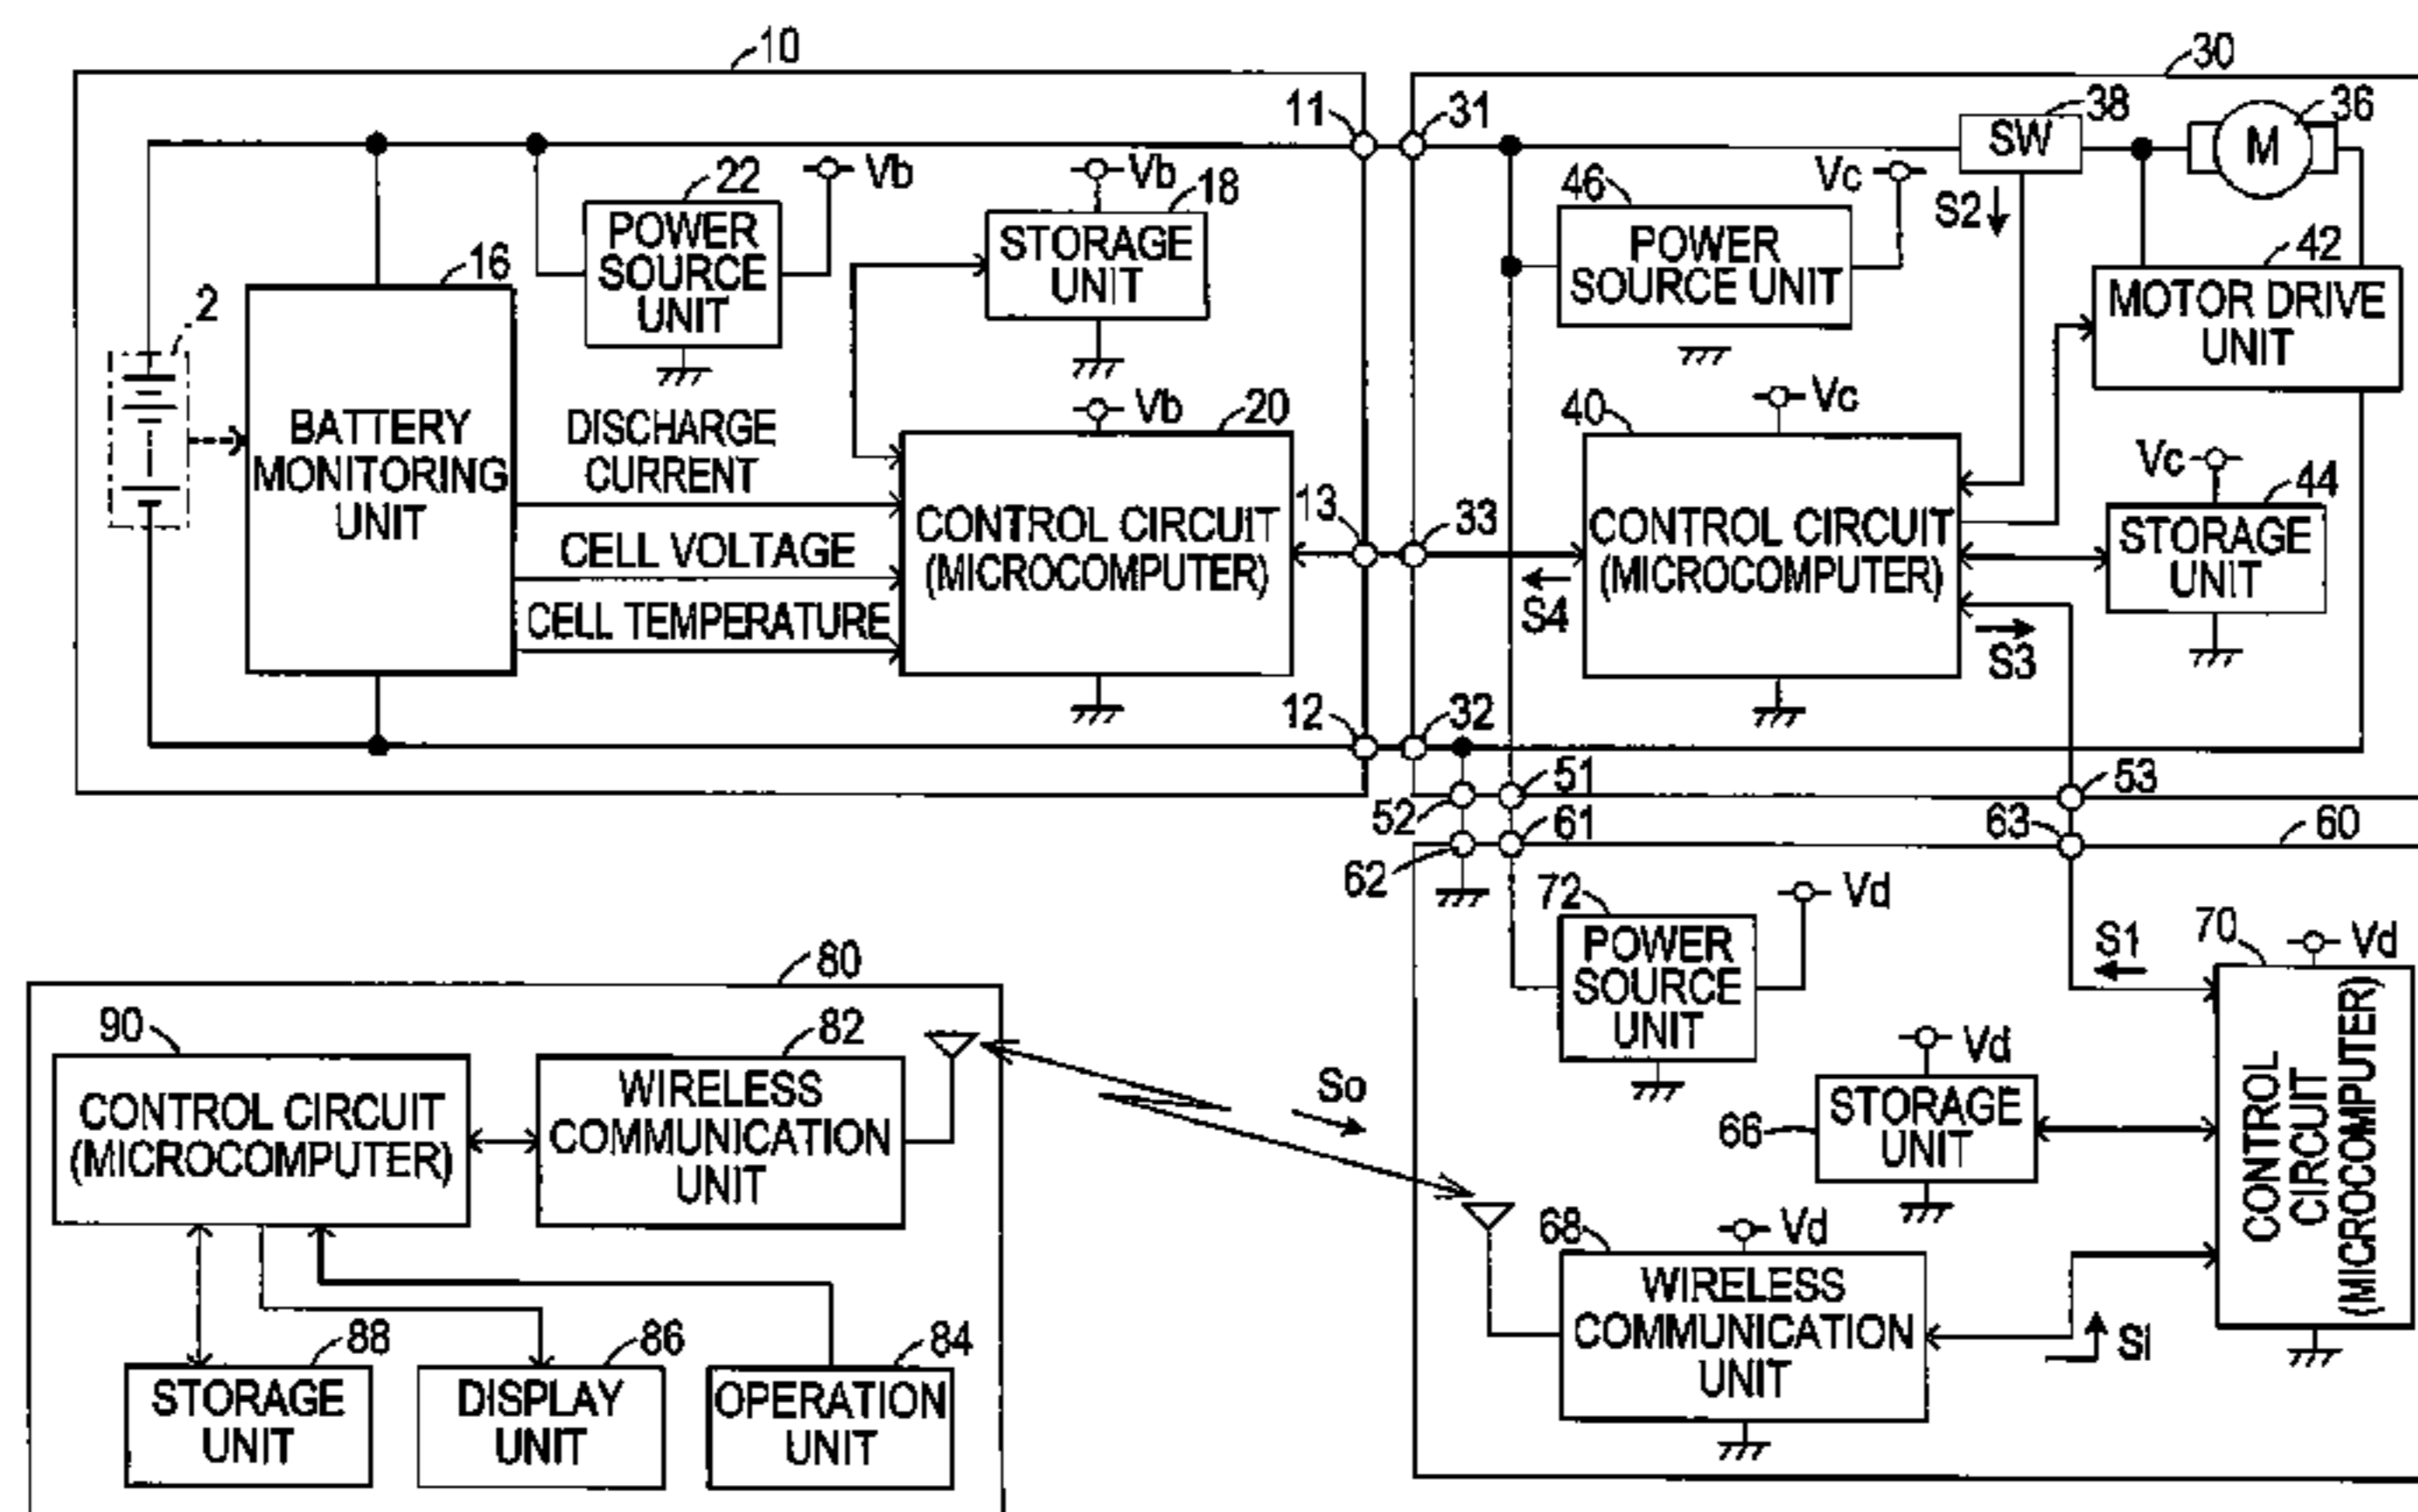 10
30
11
31
38
36
SW
M
22
Vb
Vb
18
46
Vc
S2
POWER
SOURCE
UNIT
STORAGE
UNIT
POWER
SOURCE UNIT
42
MOTOR DRIVE
UNIT
2
16
BATTERY
MONITORING
UNIT
DISCHARGE
CURRENT
CELL VOLTAGE
CELL TEMPERATURE
Vb
20
CONTROL CIRCUIT
(MICROCOMPUTER)
13
33
S4
40
Vc
CONTROL CIRCUIT
(MICROCOMPUTER)
Vc
44
STORAGE
UNIT
S3
12
32
52
51
53
62
61
63
60
72
Vd
POWER
SOURCE
UNIT
S1
70
Vd
CONTROL
CIRCUIT
(MICROCOMPUTER)
Vd
66
STORAGE
UNIT
68
Vd
WIRELESS
COMMUNICATION
UNIT
Si
So
80
90
CONTROL CIRCUIT
(MICROCOMPUTER)
82
WIRELESS
COMMUNICATION
UNIT
88
STORAGE
UNIT
86
DISPLAY
UNIT
84
OPERATION
UNIT